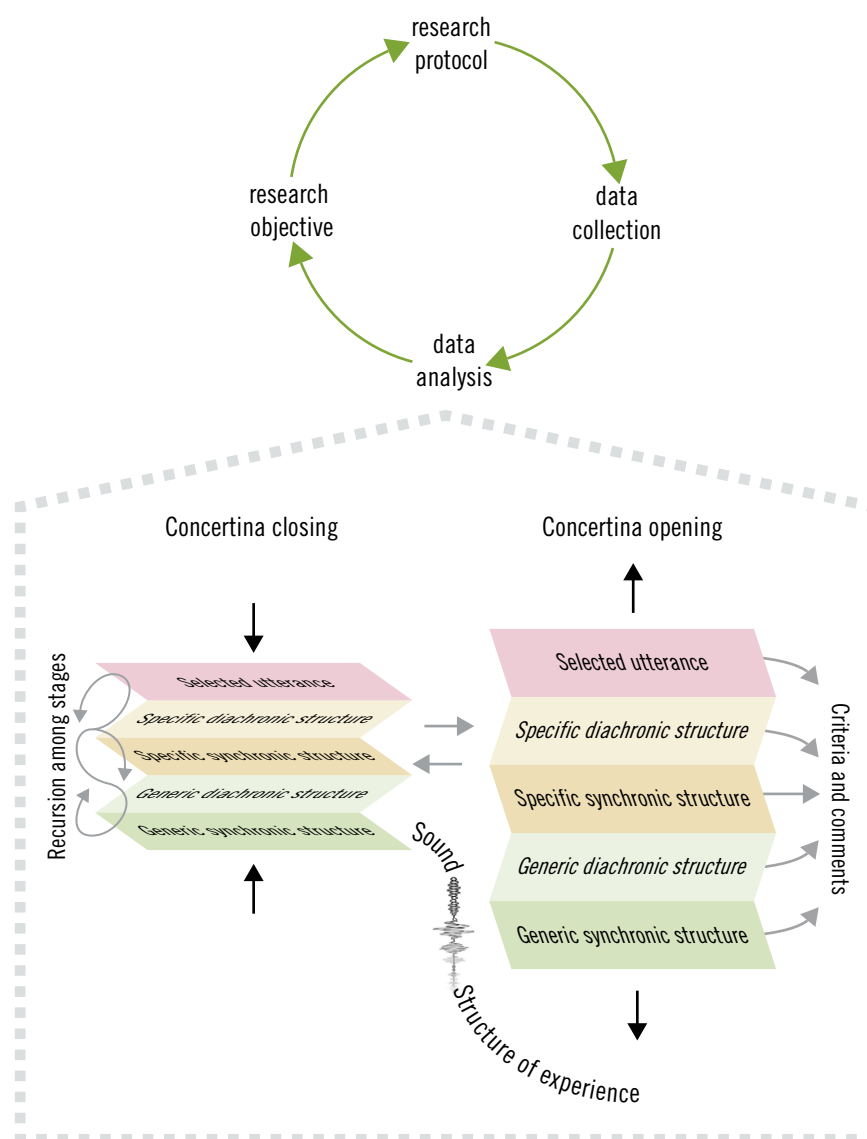 research
protocol
research
objective
data
collection
data
analysis
Concertina closing
Concertina opening
Recursion among stages
Selected utterance
Specific diachronic structure
Specific synchronic structure
Generic diachronic structure
Generic synchronic structure
Selected utterance
Specific diachronic structure
Specific synchronic structure
Generic diachronic structure
Generic synchronic structure
Criteria and comments
Sound
Structure of experience